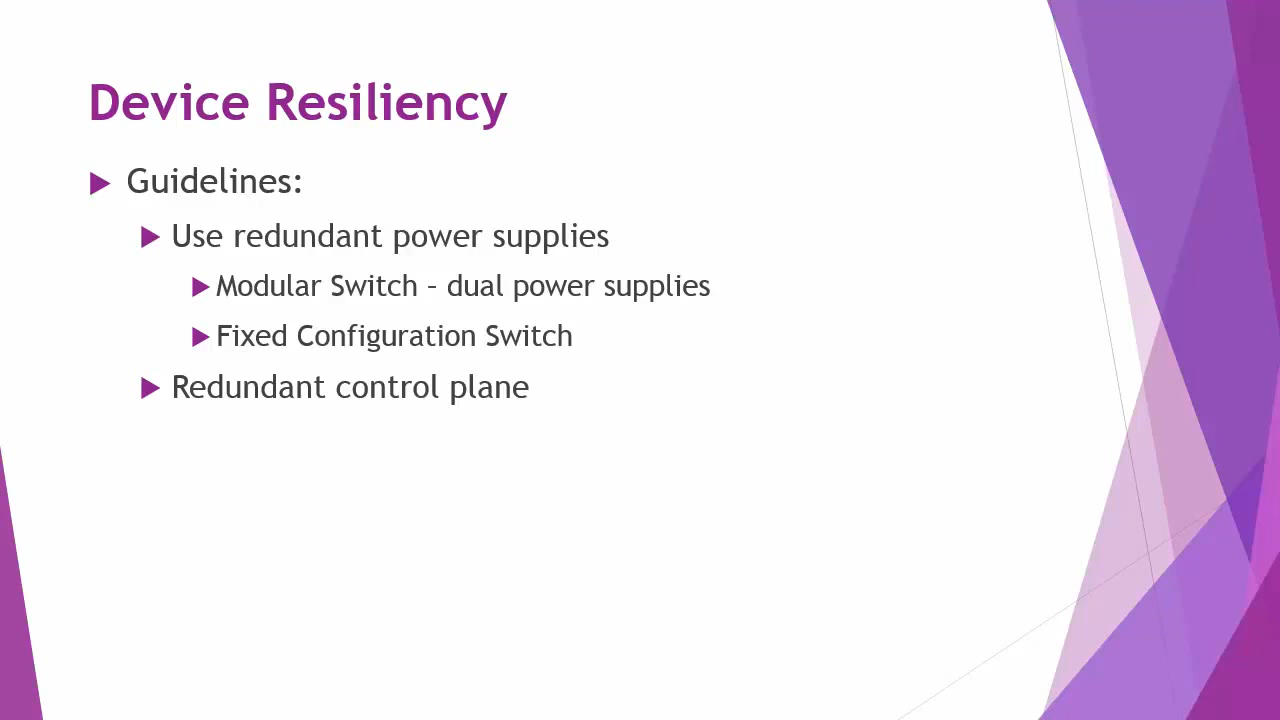 Device Resiliency
Guidelines:
Use redundant power supplies
Modular Switch – dual power supplies
Fixed Configuration Switch
Redundant control plane